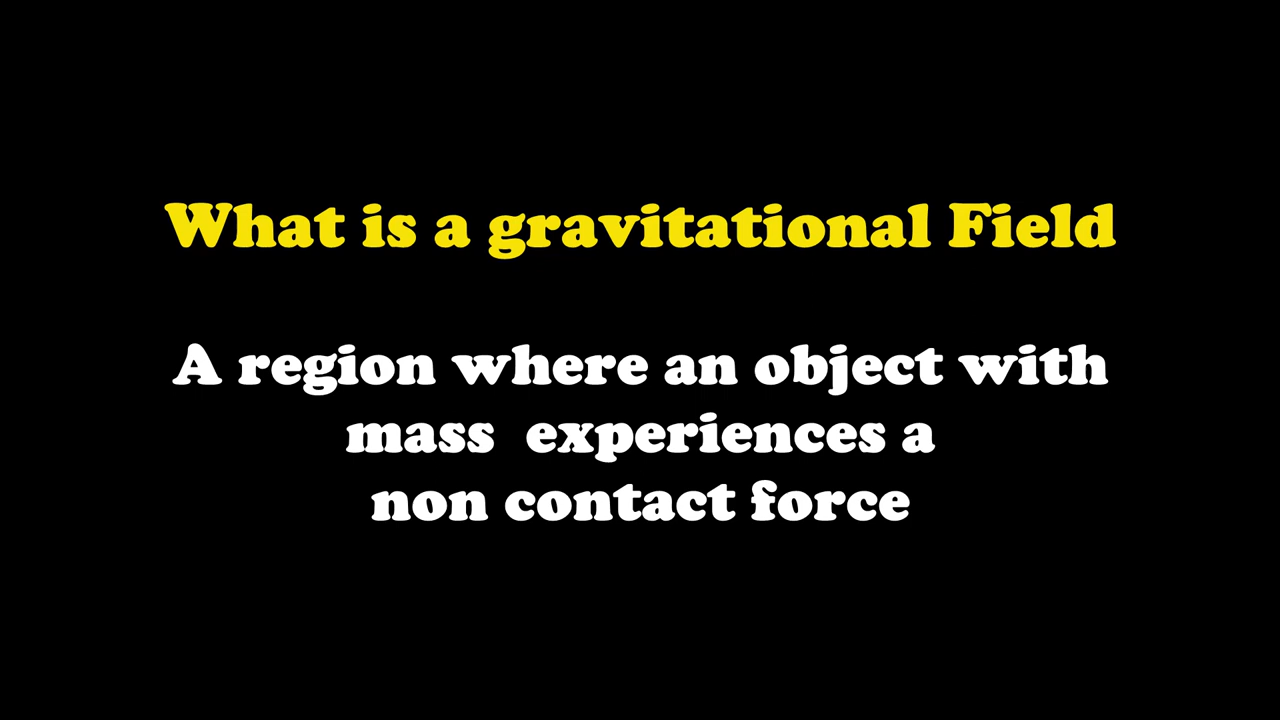 What is a gravitational Field
A region where an object with
mass  experiences a
non contact force